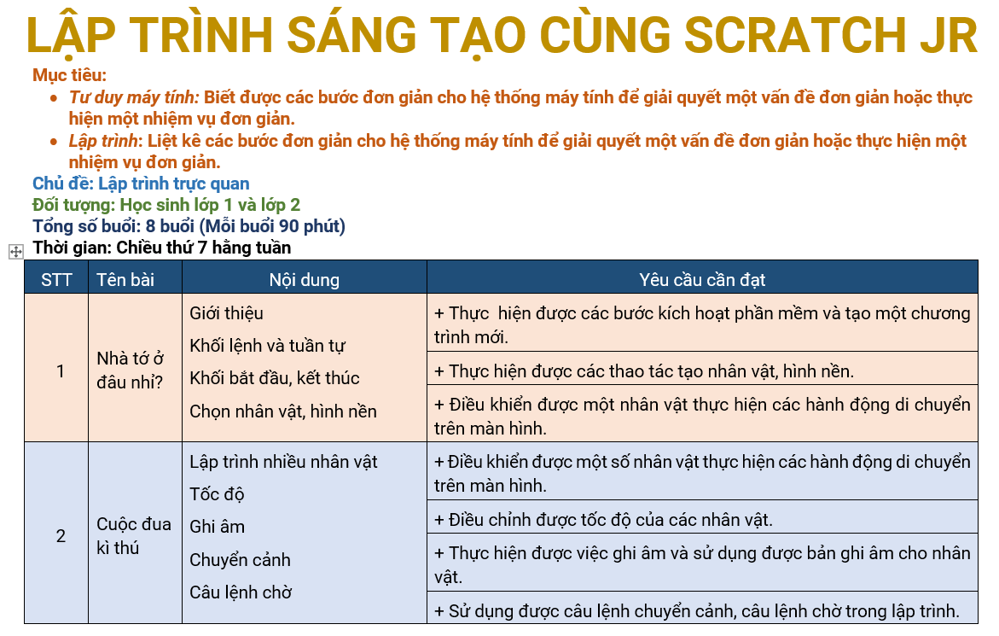 LẬP TRÌNH SÁNG TẠO CÙNG SCRATCH JR
Mục tiêu:
• Tư duy máy tính: Biết được các bước đơn giản cho hệ thống máy tính để giải quyết một vấn đề đơn giản hoặc thực
hiện một nhiệm vụ đơn giản.
• Lập trình: Liệt kê các bước đơn giản cho hệ thống máy tính để giải quyết một vấn đề đơn giản hoặc thực hiện một
nhiệm vụ đơn giản.
Chủ đề: Lập trình trực quan
Đối tượng: Học sinh lớp 1 và lớp 2
Tổng số buổi: 8 buổi (Mỗi buổi 90 phút)
Thời gian: Chiều thứ 7 hằng tuần
STT
Tên bài
Nội dung
Yêu cầu cần đạt
1
Nhà tớ ở
đâu nhỉ?
Giới thiệu
Khối lệnh và tuần tự
Khối bắt đầu, kết thúc
Chọn nhân vật, hình nền
+ Thực  hiện được các bước kích hoạt phần mềm và tạo một chương
trình mới.
+ Thực hiện được các thao tác tạo nhân vật, hình nền.
+ Điều khiển được một nhân vật thực hiện các hành động di chuyển
trên màn hình.
2
Cuộc đua
kì thú
Lập trình nhiều nhân vật
Tốc độ
Ghi âm
Chuyển cảnh
Câu lệnh chờ
+ Điều khiển được một số nhân vật thực hiện các hành động di chuyển
trên màn hình.
+ Điều chỉnh được tốc độ của các nhân vật.
+ Thực hiện được việc ghi âm và sử dụng được bản ghi âm cho nhân
vật.
+ Sử dụng được câu lệnh chuyển cảnh, câu lệnh chờ trong lập trình.